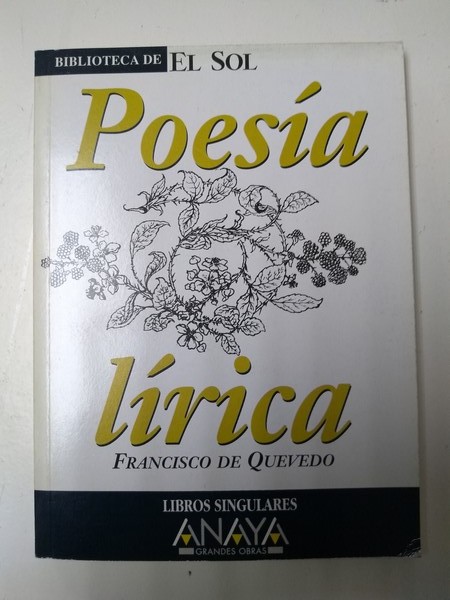 BIBLIOTECA DE EL SOL
Poesía
lírica
FRANCISCO DE QUEVEDO
LIBROS SINGULARES
ANAYA
GRANDES OBRAS